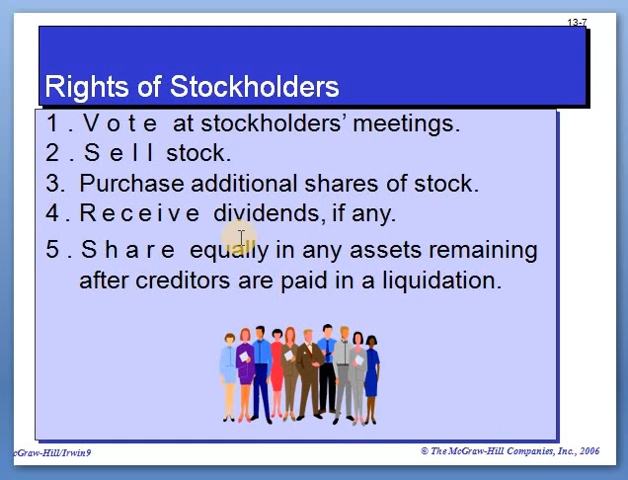 13-7
Rights of Stockholders
1. Vote at stockholders’ meetings.
2. Sell stock.
3. Purchase additional shares of stock.
4. Receive dividends, if any.
5. Share equally in any assets remaining
after creditors are paid in a liquidation.
cGraw-Hill/Irwin9
© The McGraw-Hill Companies, Inc., 2006